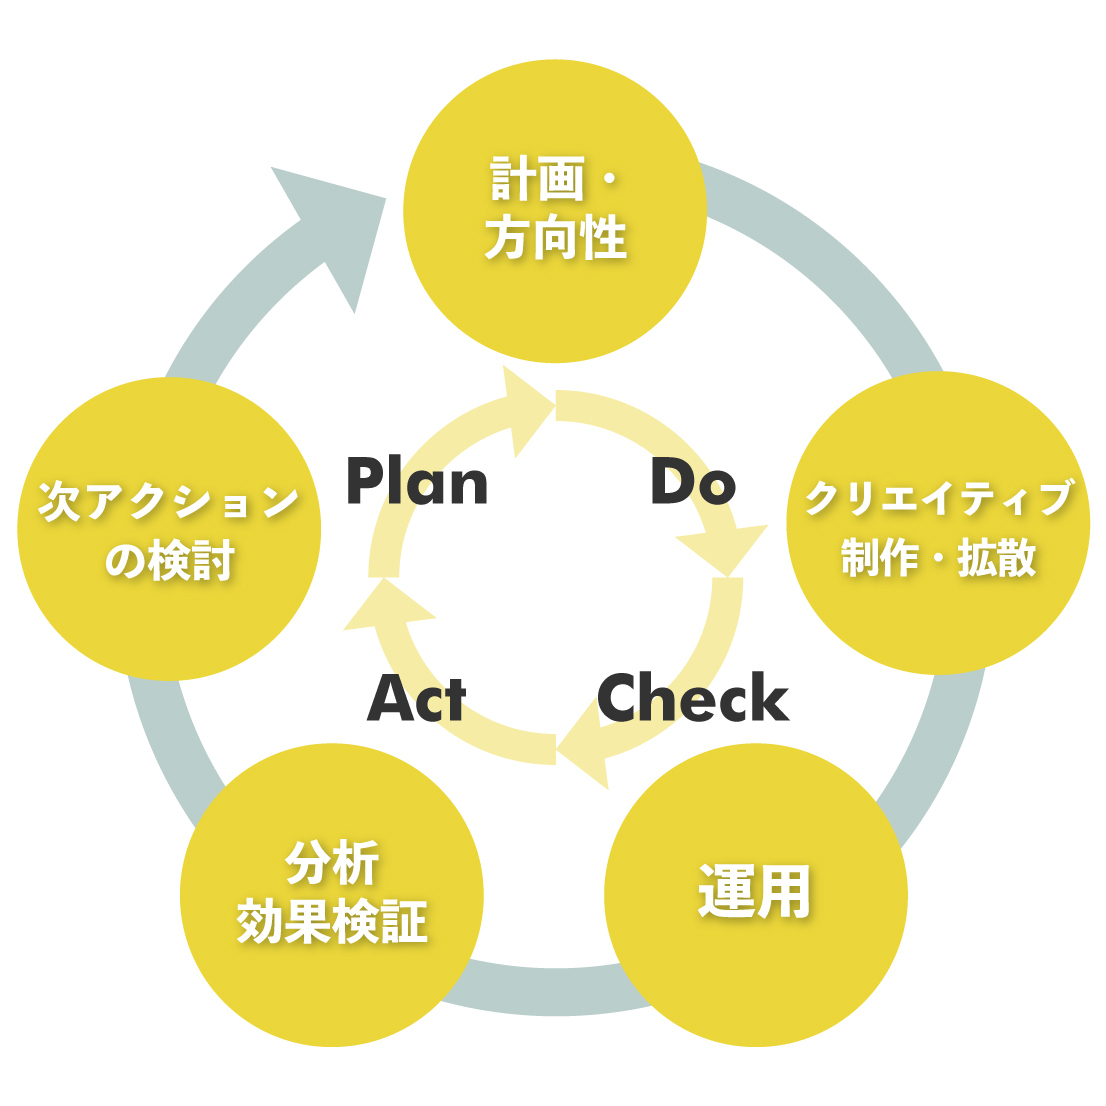 計画・
方向性
Plan
Do
次アクション
の検討
クリエイティブ
制作・拡散
Act
Check
分析
効果検証
運用